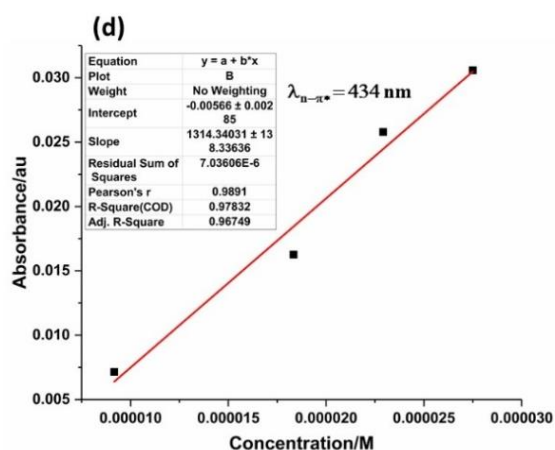 (d)
Equation y = a + b*x
Plot B
Weight No Weighting
Intercept -0.00566 ± 0.002
85
Slope 1314.34031 ± 13
8.33636
Residual Sum of
Squares 7.03606E-6
Pearson's r 0.9891
R-Square(COD) 0.97832
Adj. R-Square 0.96749
λn–π* = 434 nm
0.030
0.025
0.020
0.015
0.010
0.005
Absorbance/au
0.000010 0.000015 0.000020 0.000025 0.000030
Concentration/M